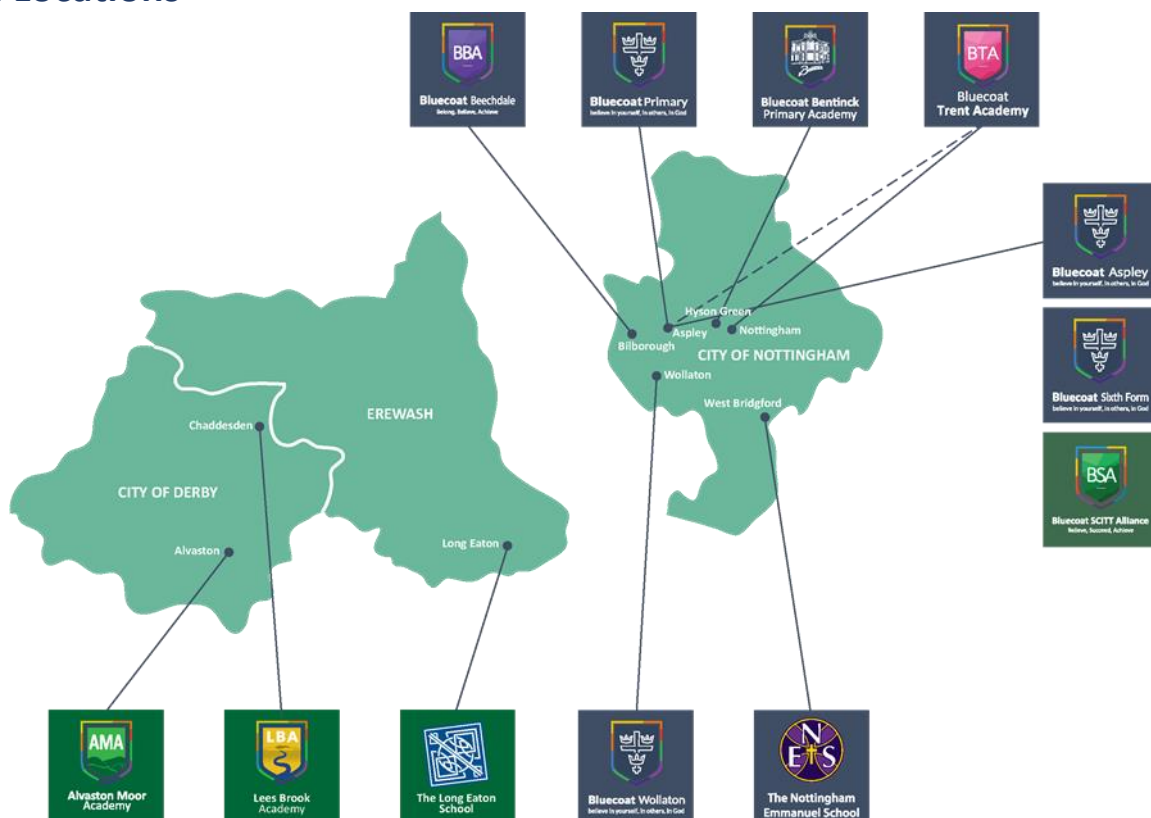 Locations
BBA
Bluecoat Beechdale
Belong, Believe, Achieve
Bluecoat Primary
believe in yourself, in others, in God
Bluecoat Bentinck
Primary Academy
BTA
Bluecoat
Trent Academy
Bluecoat Aspley
believe in yourself, in others, in God
Bluecoat Sixth Form
believe in yourself, in others, in God
BSA
Bluecoat SCITT Alliance
Believe, Succeed, Achieve
Hyson Green
Aspley
Nottingham
Bilborough
CITY OF NOTTINGHAM
Wollaton
West Bridgford
EREWASH
Chaddesden
CITY OF DERBY
Alvaston
Long Eaton
AMA
Alvaston Moor
Academy
LBA
Lees Brook
Academy
The Long Eaton
School
Bluecoat Wollaton
believe in yourself, in others, in God
N
E S
The Nottingham
Emmanuel School